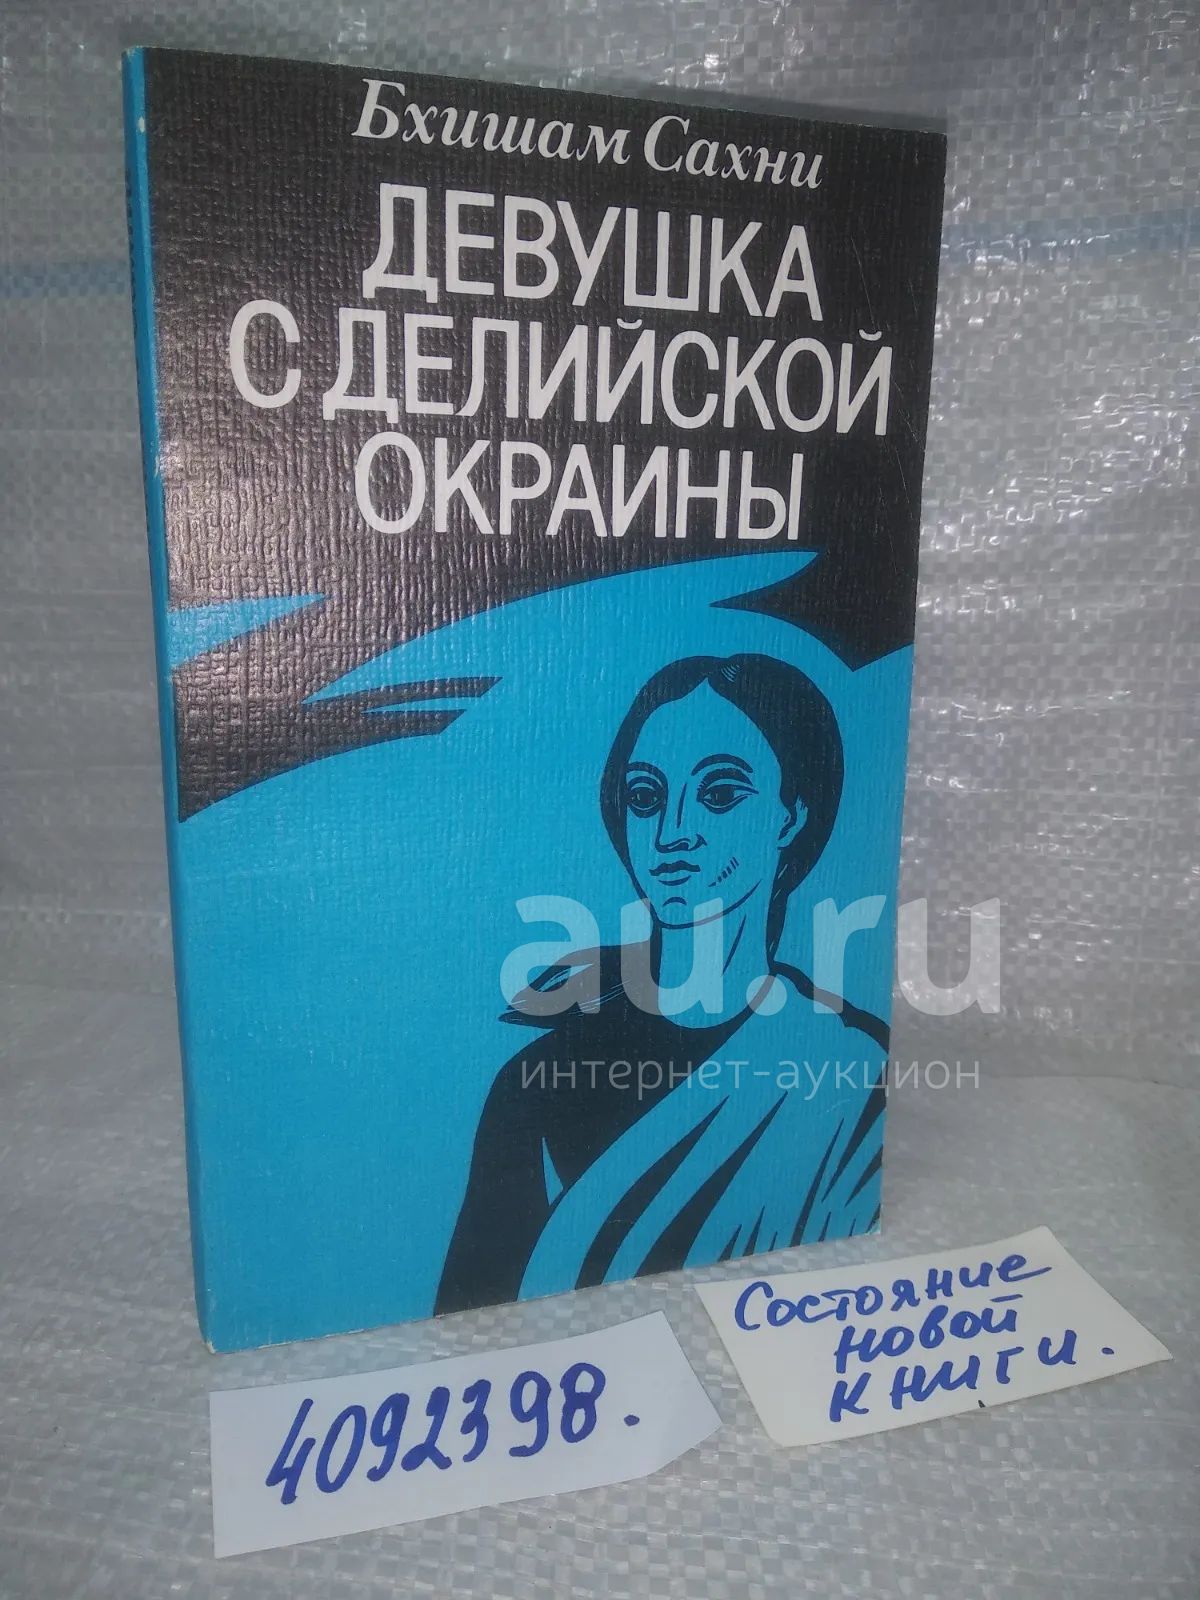 Бхишам Сахни
ДЕВУШКА
С ДЕЛИЙСКОЙ
ОКРАИНЫ
au.ru
интернет-аукцион
Состояние
новой
книги.
4092398.